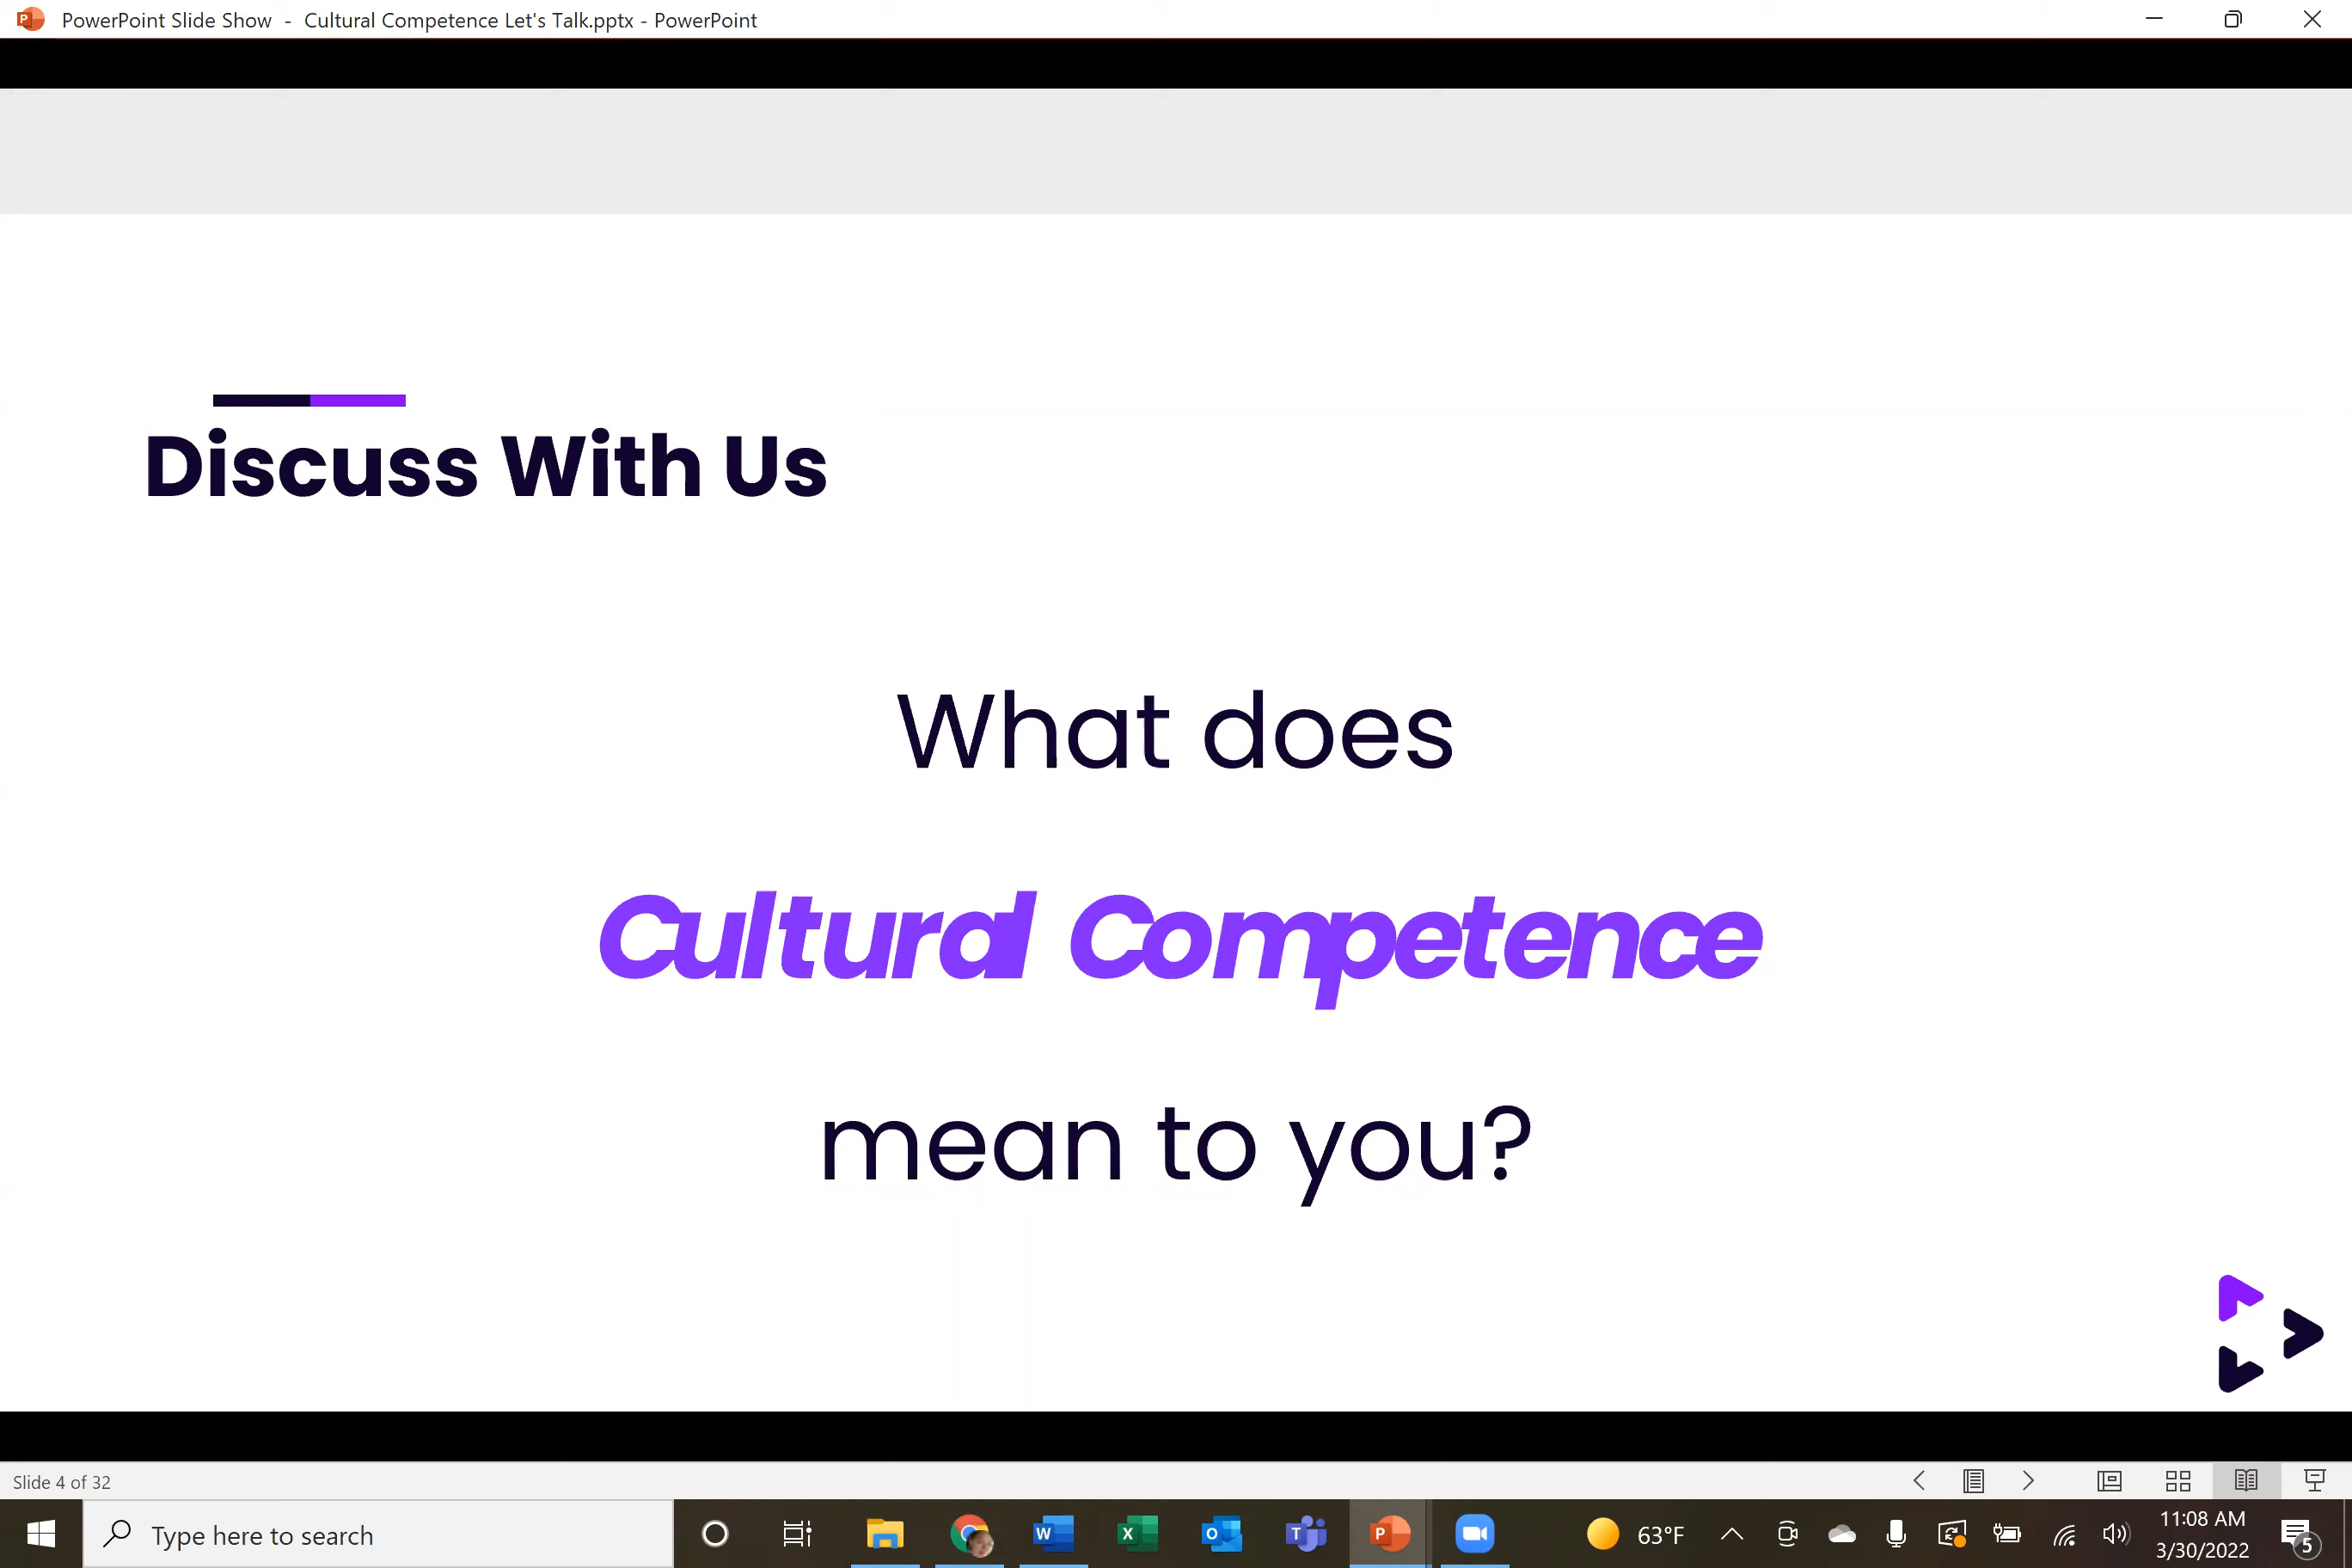 PowerPoint Slide Show - Cultural Competence Let's Talk.pptx - PowerPoint
Discuss With Us
What does
Cultural Competence
mean to you?
Slide 4 of 32
Type here to search
63°F
11:08 AM
3/30/2022
5